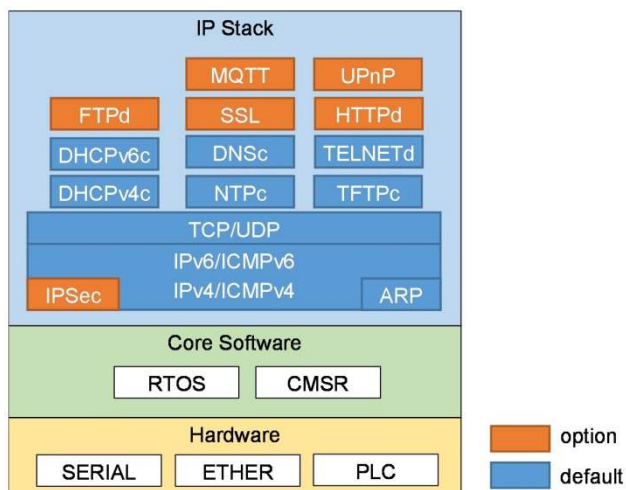 IP Stack
MQTT UPnP
FTPd SSL HTTPd
DHCPv6c DNSc TELNETd
DHCPv4c NTPc TFTPc
TCP/UDP
IPv6/ICMPv6
IPSec IPv4/ICMPv4 ARP
Core Software
RTOS CMSR
Hardware
SERIAL ETHER PLC
option
default